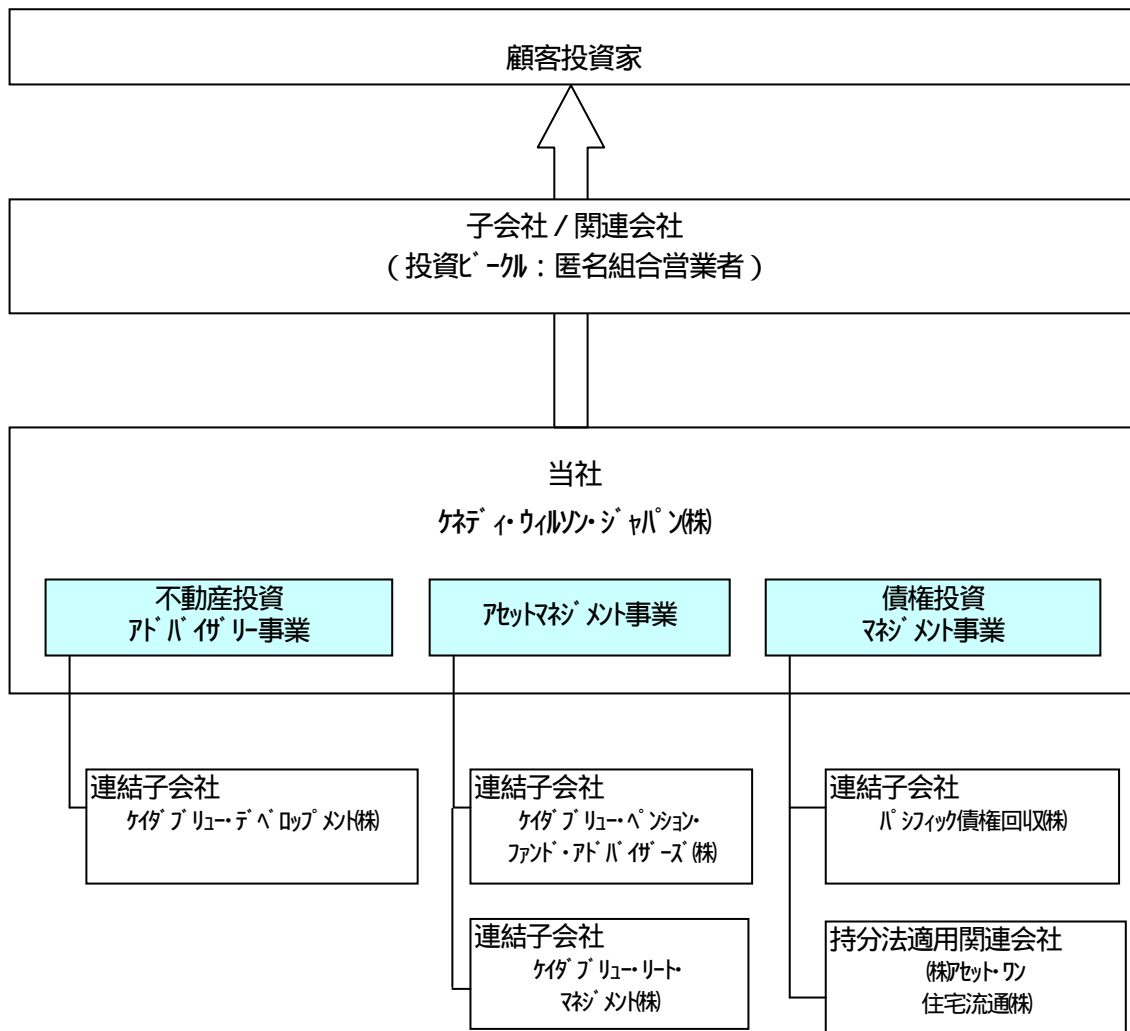 顧客投資家
子会社 / 関連会社
（投資ﾋﾞｰｸﾙ：匿名組合営業者）
当社
ｹﾈﾃﾞｨ･ｳｨﾙｿﾝ･ｼﾞｬﾊﾟﾝ㈱
不動産投資
ｱﾄﾞﾊﾞｲｻﾞﾘｰ事業
ｱｾｯﾄﾏﾈｼﾞﾒﾝﾄ事業
債権投資
ﾏﾈｼﾞﾒﾝﾄ事業
連結子会社
ｹｲﾀﾞﾌﾞﾘｭｰ･ﾃﾞﾍﾞﾛｯﾌﾟﾒﾝﾄ㈱
連結子会社
ｹｲﾀﾞﾌﾞﾘｭｰ･ﾍﾟﾝｼｮﾝ･
ﾌｧﾝﾄﾞ･ｱﾄﾞﾊﾞｲｻﾞｰｽﾞ㈱
連結子会社
ﾊﾟｼﾌｨｯｸ債権回収㈱
連結子会社
ｹｲﾀﾞﾌﾞﾘｭｰ･ﾘｰﾄ･
ﾏﾈｼﾞﾒﾝﾄ㈱
持分法適用関連会社
㈱ｱｾｯﾄ･ﾜﾝ
住宅流通㈱